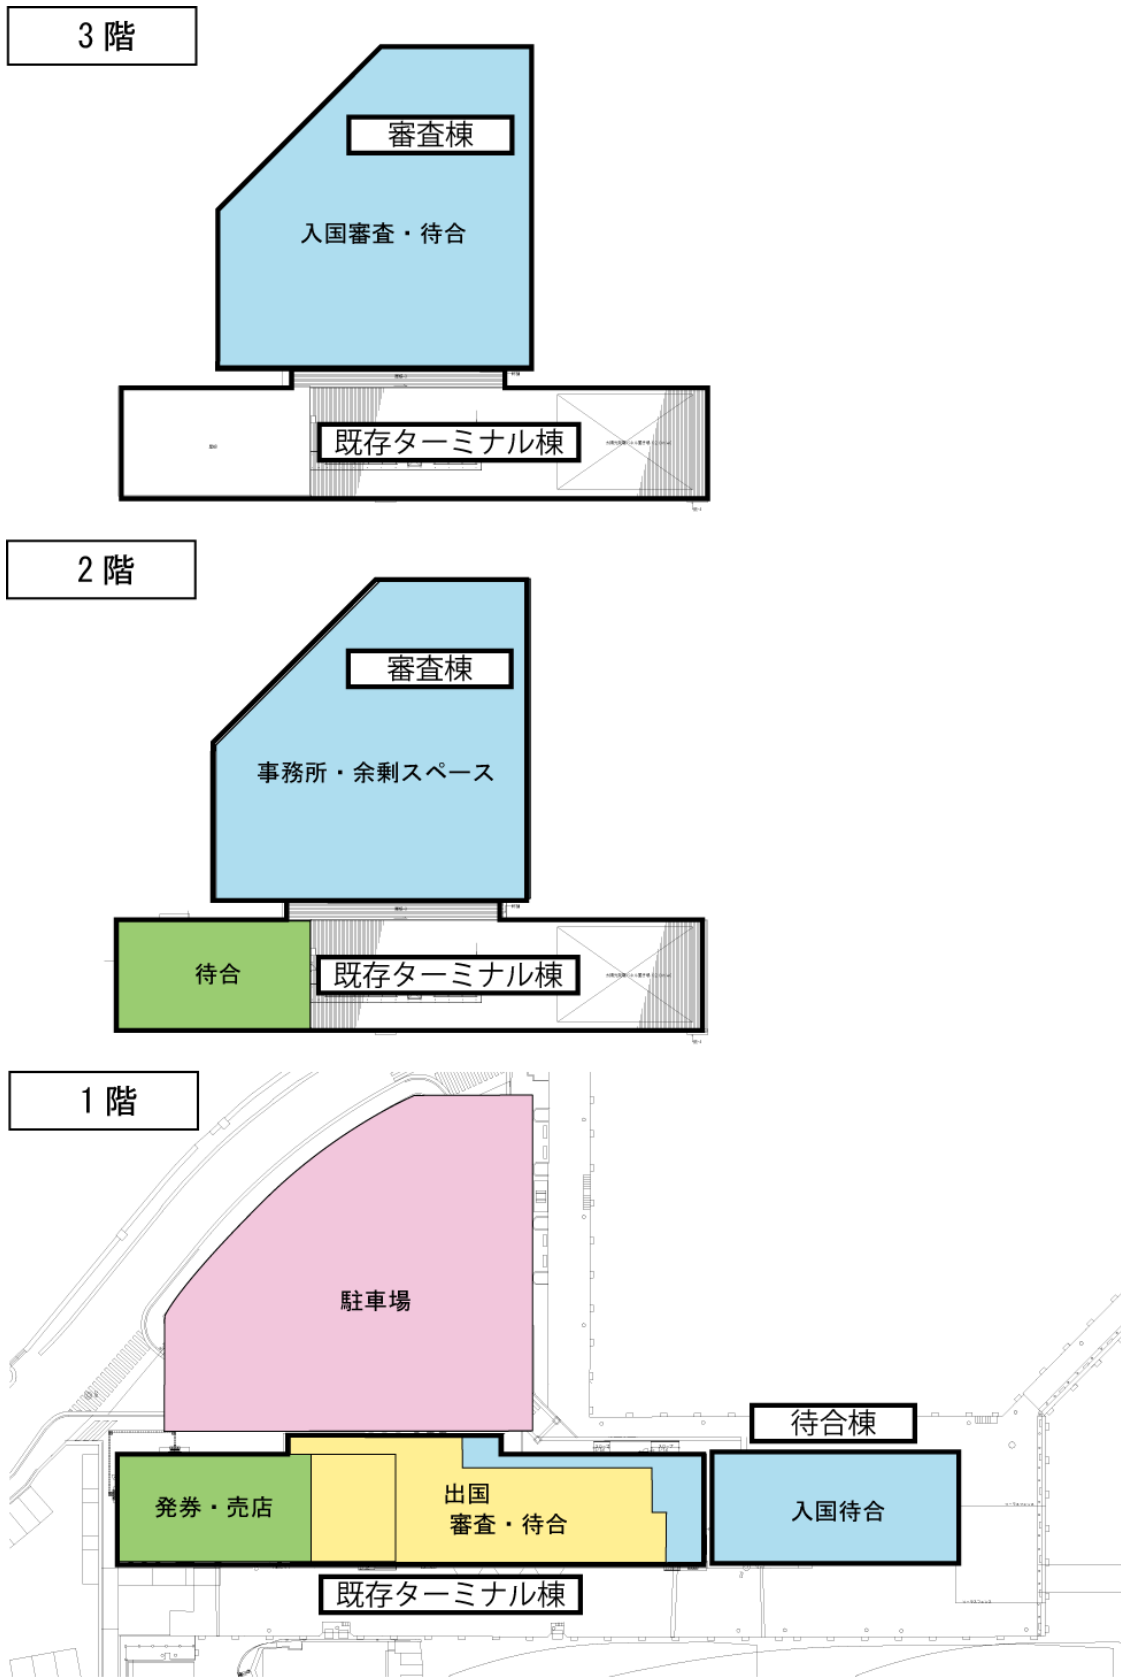 3階
審査棟
入国審査・待合
既存ターミナル棟
2階
審査棟
事務所・余剰スペース
待合
既存ターミナル棟
1階
駐車場
待合棟
発券・売店
出国
審査・待合
入国待合
既存ターミナル棟